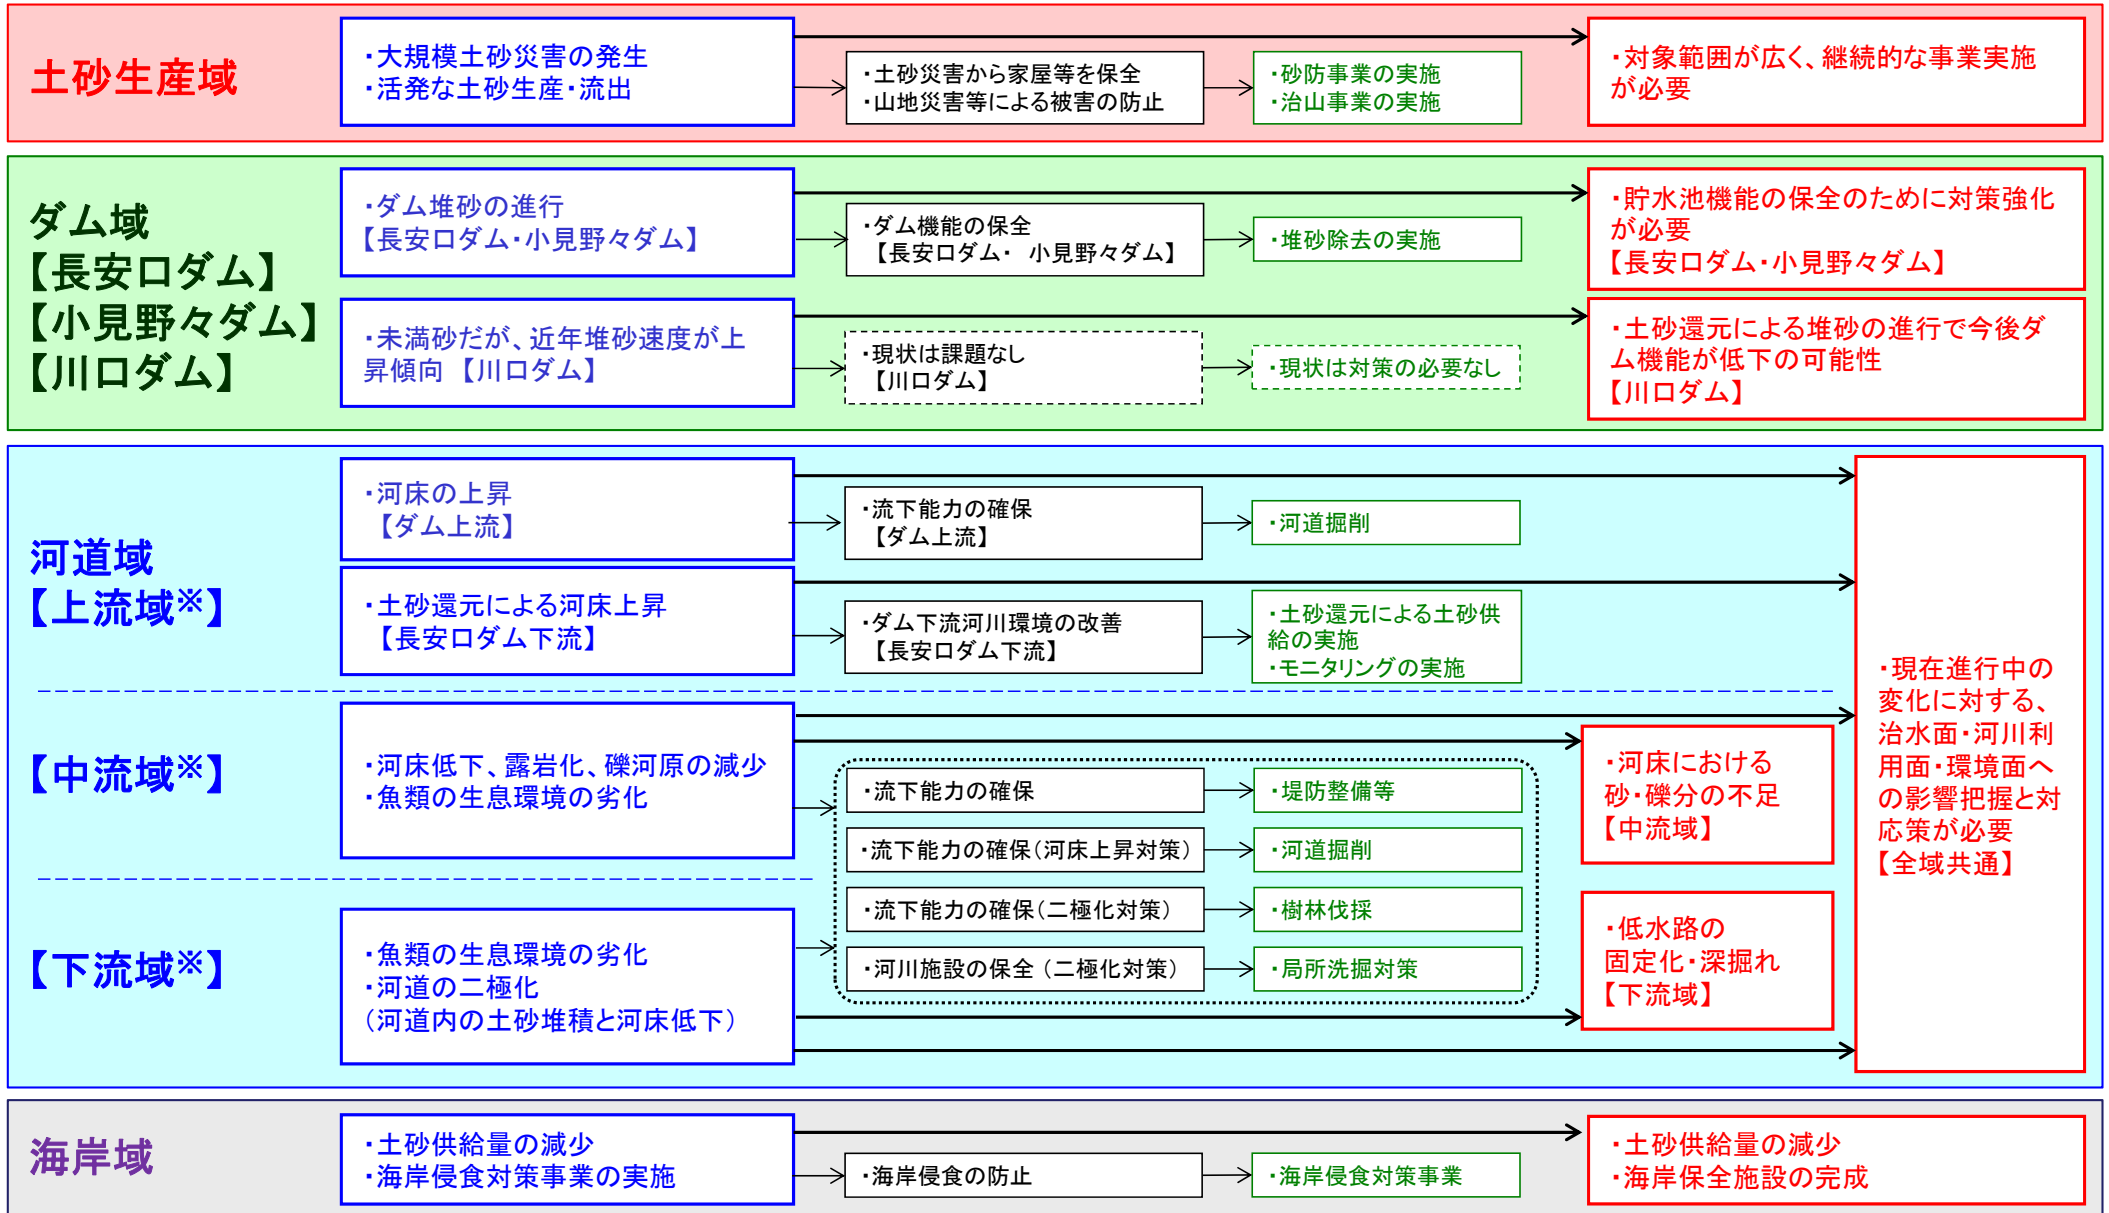 土砂生産域
・大規模土砂災害の発生
・活発な土砂生産・流出
・土砂災害から家屋等を保全
・山地災害等による被害の防止
・砂防事業の実施
・治山事業の実施
・対象範囲が広く、継続的な事業実施
が必要
ダム域
【長安口ダム】
【小見野々ダム】
【川口ダム】
・ダム堆砂の進行
【長安口ダム・小見野々ダム】
・ダム機能の保全
【長安口ダム・ 小見野々ダム】
・堆砂除去の実施
・貯水池機能の保全のために対策強化
が必要
【長安口ダム・小見野々ダム】
・未満砂だが、近年堆砂速度が上
昇傾向 【川口ダム】
・現状は課題なし
【川口ダム】
・現状は対策の必要なし
・土砂還元による堆砂の進行で今後ダ
ム機能が低下の可能性
【川口ダム】
河道域
【上流域※】
・河床の上昇
【ダム上流】
・流下能力の確保
【ダム上流】
・河道掘削
・土砂還元による河床上昇
【長安口ダム下流】
・ダム下流河川環境の改善
【長安口ダム下流】
・土砂還元による土砂供
給の実施
・モニタリングの実施
【中流域※】
・河床低下、露岩化、礫河原の減少
・魚類の生息環境の劣化
・流下能力の確保
・堤防整備等
・流下能力の確保(河床上昇対策)
・河道掘削
・流下能力の確保(二極化対策)
・樹林伐採
・河川施設の保全 (二極化対策)
・局所洗掘対策
・河床における
砂・礫分の不足
【中流域】
【下流域※】
・魚類の生息環境の劣化
・河道の二極化
(河道内の土砂堆積と河床低下)
・低水路の
固定化・深掘れ
【下流域】
・現在進行中の
変化に対する、
治水面・河川利
用面・環境面へ
の影響把握と対
応策が必要
【全域共通】
海岸域
・土砂供給量の減少
・海岸侵食対策事業の実施
・海岸侵食の防止
・海岸侵食対策事業
・土砂供給量の減少
・海岸保全施設の完成